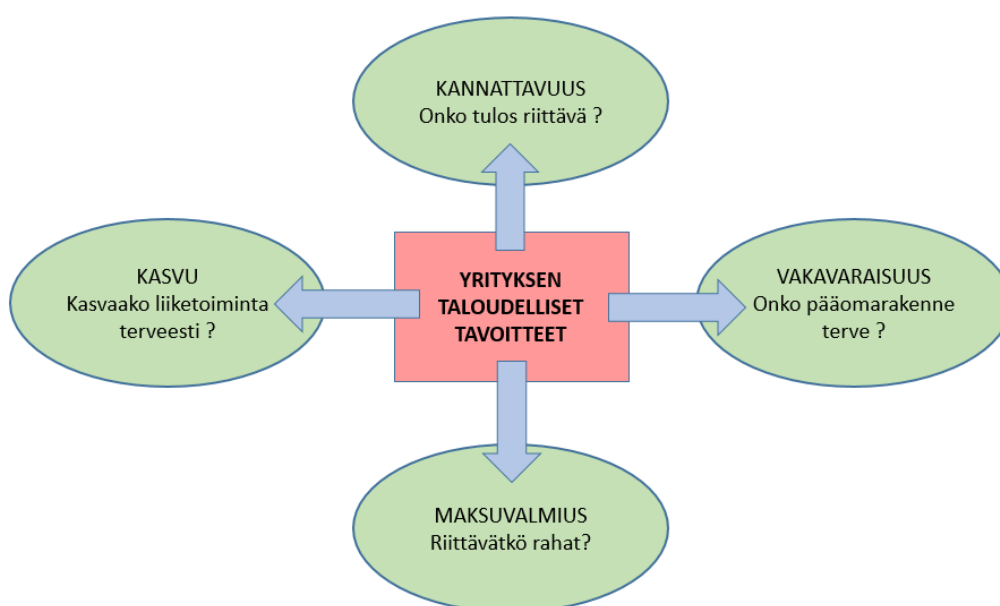 KANNATTAVUUS
Onko tulos riittävä ?
KASVU
Kasvaako liiketoiminta
terveesti ?
YRITYKSEN
TALOUDELLISET
TAVOITTEET
VAKAVARAISUUS
Onko pääomarakenne
terve ?
MAKSUVALMIUS
Riittävätkö rahat?